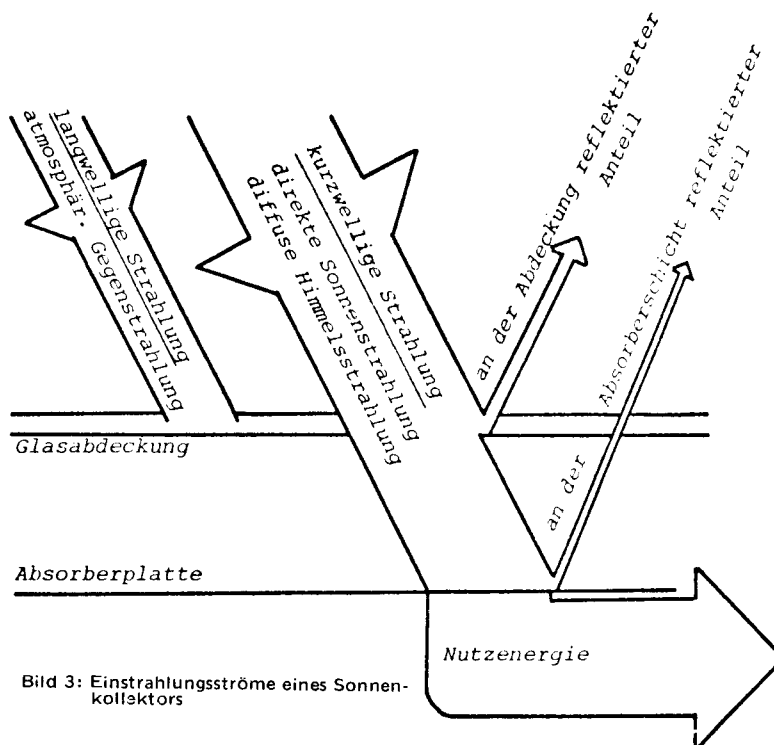 langwellige Strahlung
atmosphär. Gegenstrahlung
kurzwellige Strahlung
direkte Sonnenstrahlung
diffuse Himmelsstrahlung
an der Abdeckung reflektierter
Anteil
an der Absorberschicht reflektierter
Anteil
Glasabdeckung
Absorberplatte
Nutzenergie
Bild 3: Einstrahlungsströme eines Sonnen-
kollektors